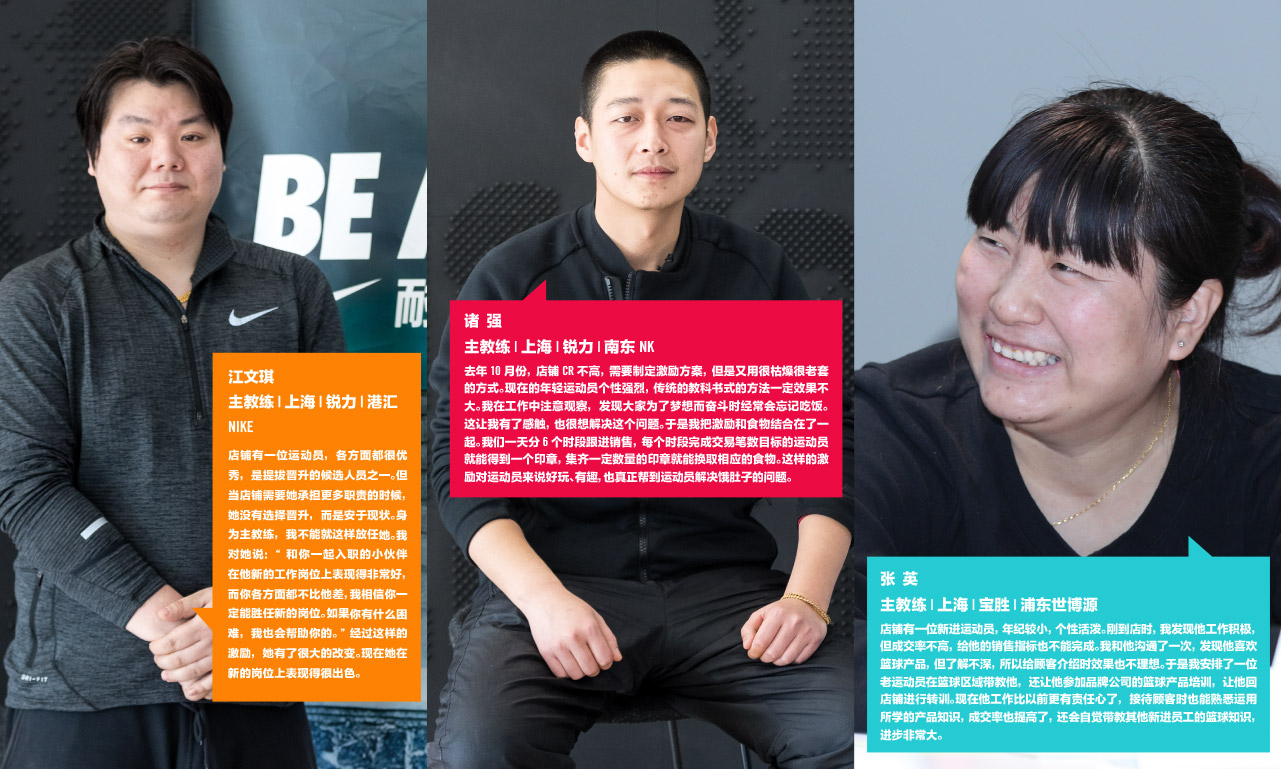 BE
耐
DRI-FIT
江文琪
主教练 | 上海 | 锐力 | 港汇
NIKE
店铺有一位运动员，各方面都很优
秀，是提拔晋升的候选人员之一。但
当店铺需要她承担更多职责的时候，
她没有选择晋升，而是安于现状。身
为主教练，我不能就这样放任她。我
对她说：“和你一起入职的小伙伴
在他新的工作岗位上表现得非常好，
而你各方面都不比他差，我相信你一
定能胜任新的岗位。如果你有什么困
难，我也会帮助你的。”经过这样的
激励，她有了很大的改变。现在她在
新的岗位上表现得很出色。
诸 强
主教练 | 上海 | 锐力 | 南东 NK
去年 10 月份，店铺 CR 不高，需要制定激励方案，但是又用很枯燥很老套
的方式。现在的年轻运动员个性强烈，传统的教科书式的方法一定效果不
大。我在工作中注意观察，发现大家为了梦想而奋斗时经常会忘记吃饭。
这让我有了感触，也很想解决这个问题。于是我把激励和食物结合在了一
起。我们一天分 6 个时段跟进销售，每个时段完成交易笔数目标的运动员
就能得到一个印章，集齐一定数量的印章就能换取相应的食物。这样的激
励对运动员来说好玩、有趣，也真正帮到运动员解决饿肚子的问题。
张 英
主教练 | 上海 | 宝胜 | 浦东世博源
店铺有一位新进运动员，年纪较小，个性活泼。刚到店时，我发现他工作积极，
但成交率不高，给他的销售指标也不能完成。我和他沟通了一次，发现他喜欢
篮球产品，但了解不深，所以给顾客介绍时效果也不理想。于是我安排了一位
老运动员在篮球区域带教他，还让他参加品牌公司的篮球产品培训，让他回
店铺进行转训。现在他工作比以前更有责任心了，接待顾客时也能熟悉运用
所学的产品知识，成交率也提高了，还会自觉带教其他新进员工的篮球知识，
进步非常大。